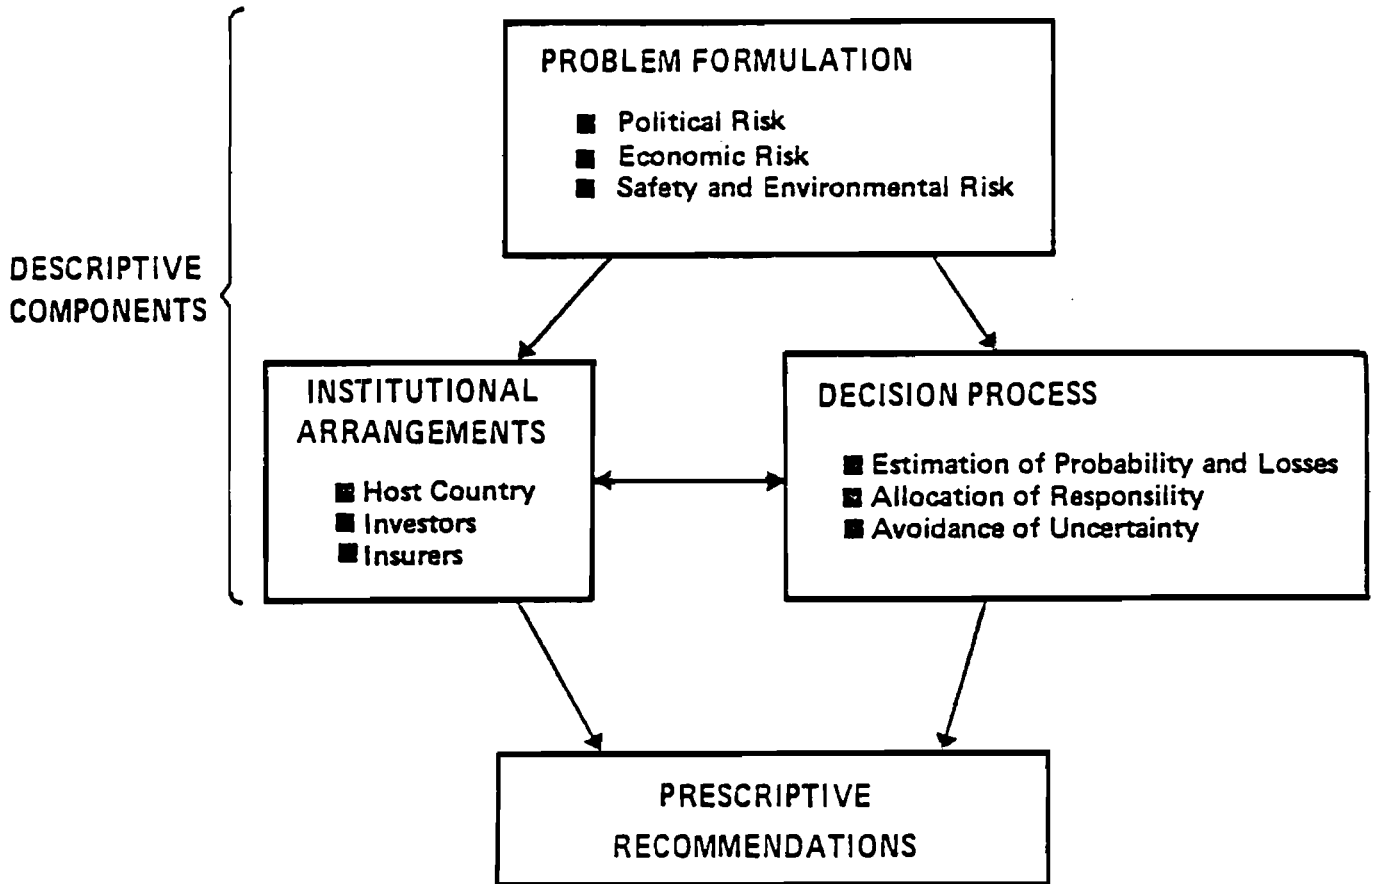 PROBLEM FORMULATION
■ Political Risk
■ Economic Risk
■ Safety and Environmental Risk
DESCRIPTIVE
COMPONENTS
INSTITUTIONAL
ARRANGEMENTS
■ Host Country
■ Investors
■ Insurers
DECISION PROCESS
■ Estimation of Probability and Losses
■ Allocation of Responsility
■ Avoidance of Uncertainty
PRESCRIPTIVE
RECOMMENDATIONS